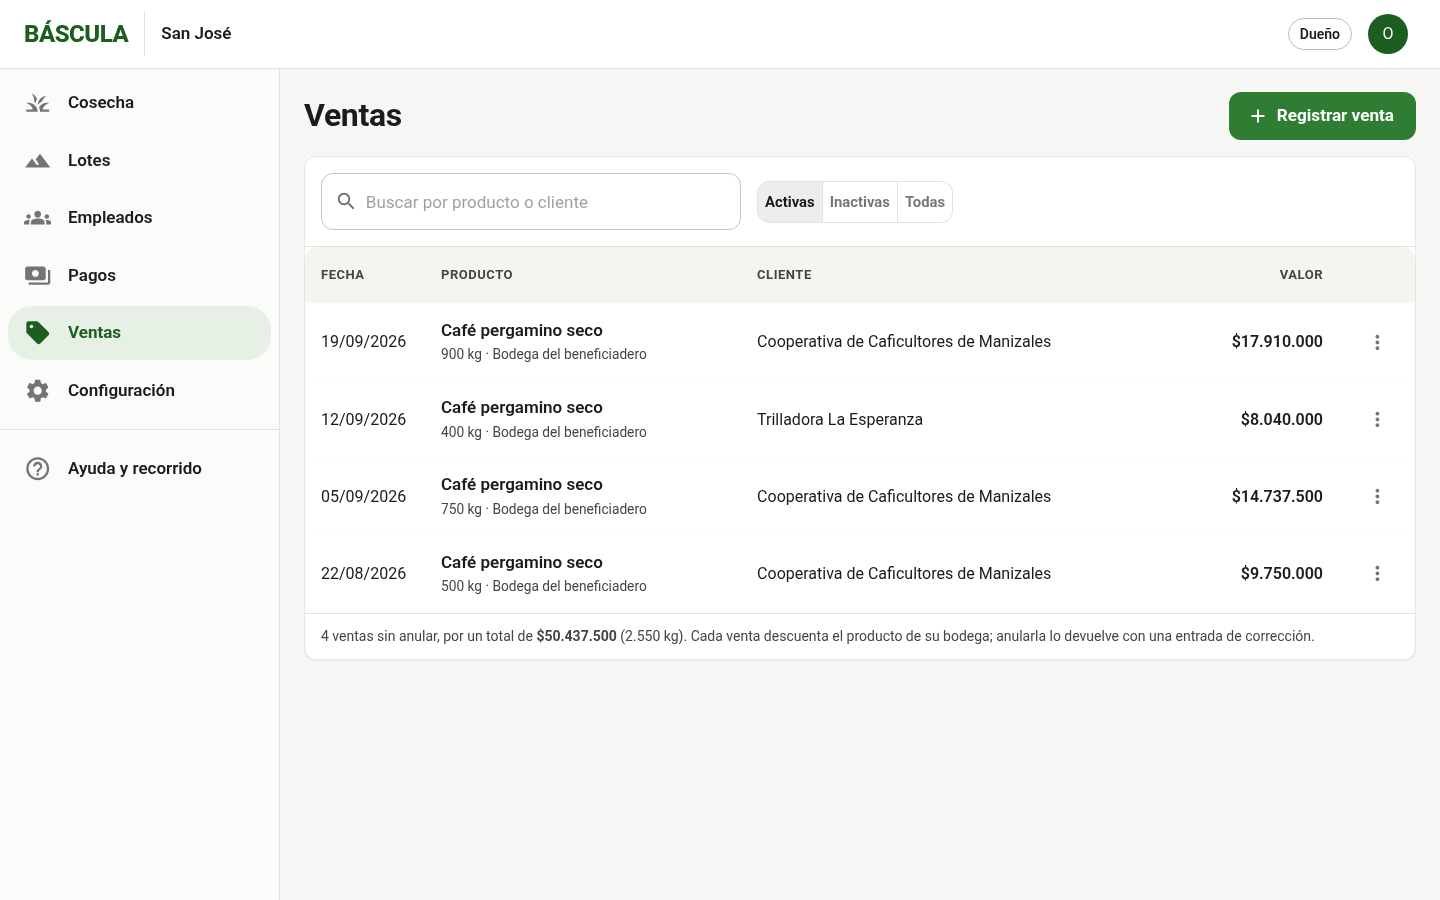 BÁSCULA
San José
Dueño
O
Cosecha
Lotes
Empleados
Pagos
Ventas
Configuración
Ayuda y recorrido
Ventas
Registrar venta
Buscar por producto o cliente
Activas
Inactivas
Todas
FECHA PRODUCTO CLIENTE VALOR
19/09/2026 Café pergamino seco Cooperativa de Caficultores de Manizales $17.910.000
900 kg · Bodega del beneficiadero
12/09/2026 Café pergamino seco Trilladora La Esperanza $8.040.000
400 kg · Bodega del beneficiadero
05/09/2026 Café pergamino seco Cooperativa de Caficultores de Manizales $14.737.500
750 kg · Bodega del beneficiadero
22/08/2026 Café pergamino seco Cooperativa de Caficultores de Manizales $9.750.000
500 kg · Bodega del beneficiadero
4 ventas sin anular, por un total de $50.437.500 (2.550 kg). Cada venta descuenta el producto de su bodega; anularla lo devuelve con una entrada de corrección.